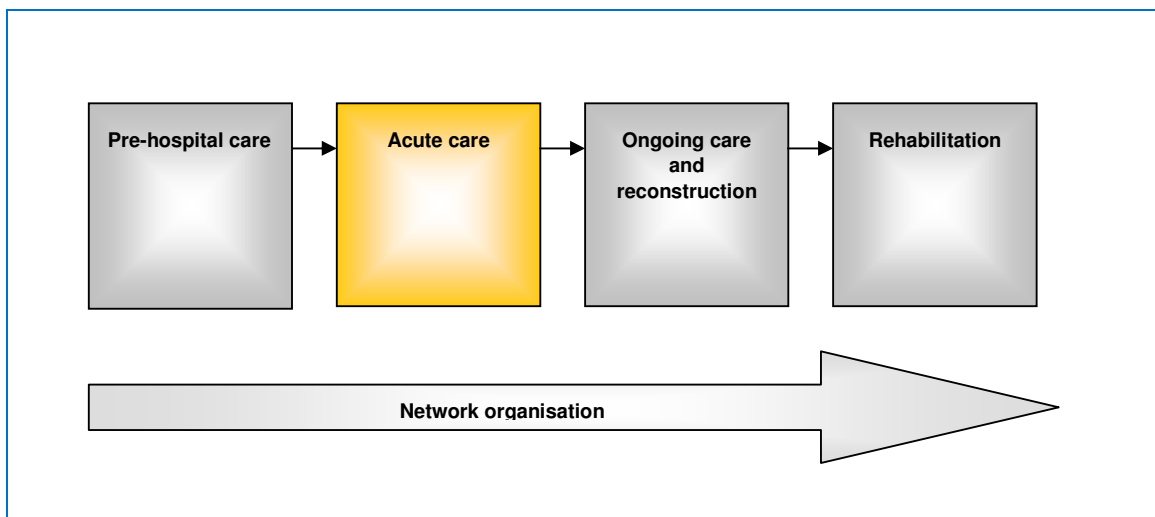 Pre-hospital care
Acute care
Ongoing care
and
reconstruction
Rehabilitation
Network organisation